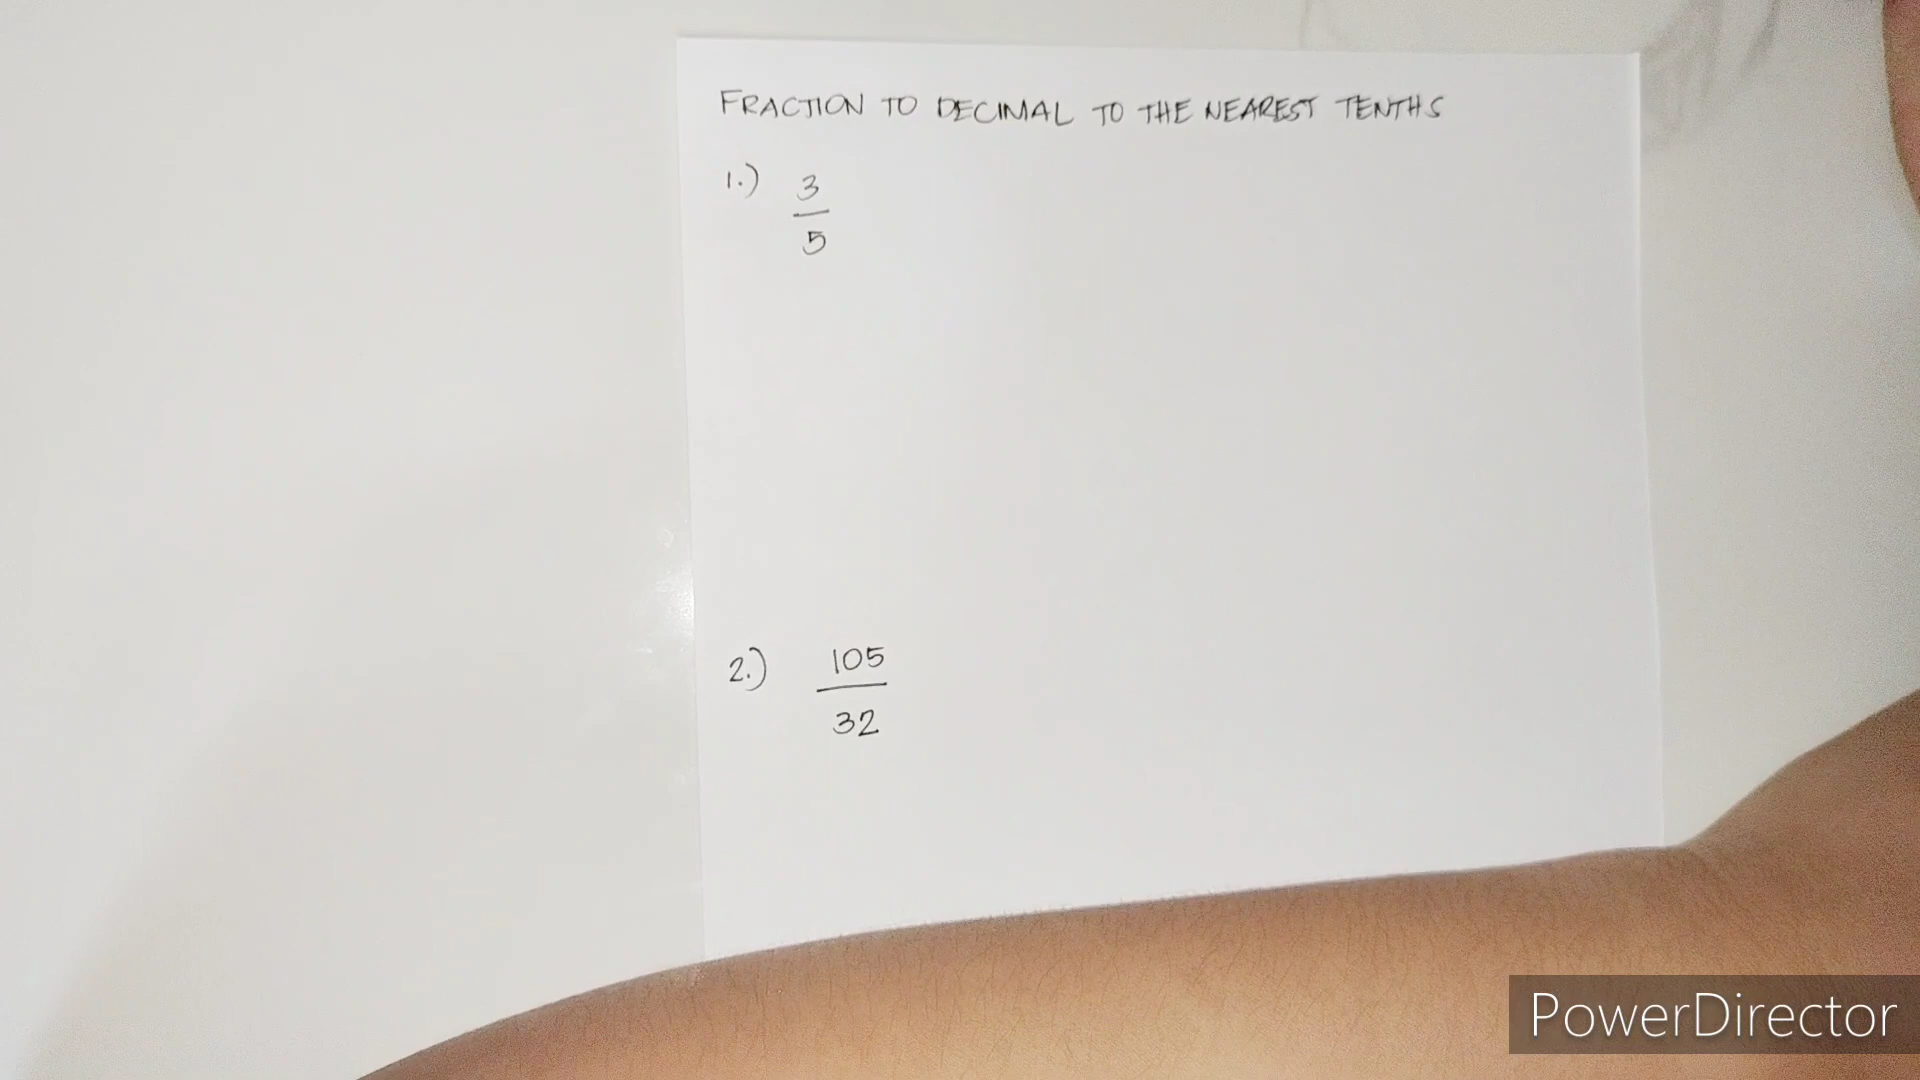 FRACTION TO DECIMAL TO THE NEAREST TENTHS
1.) 3
5
2.) 105
32
PowerDirector